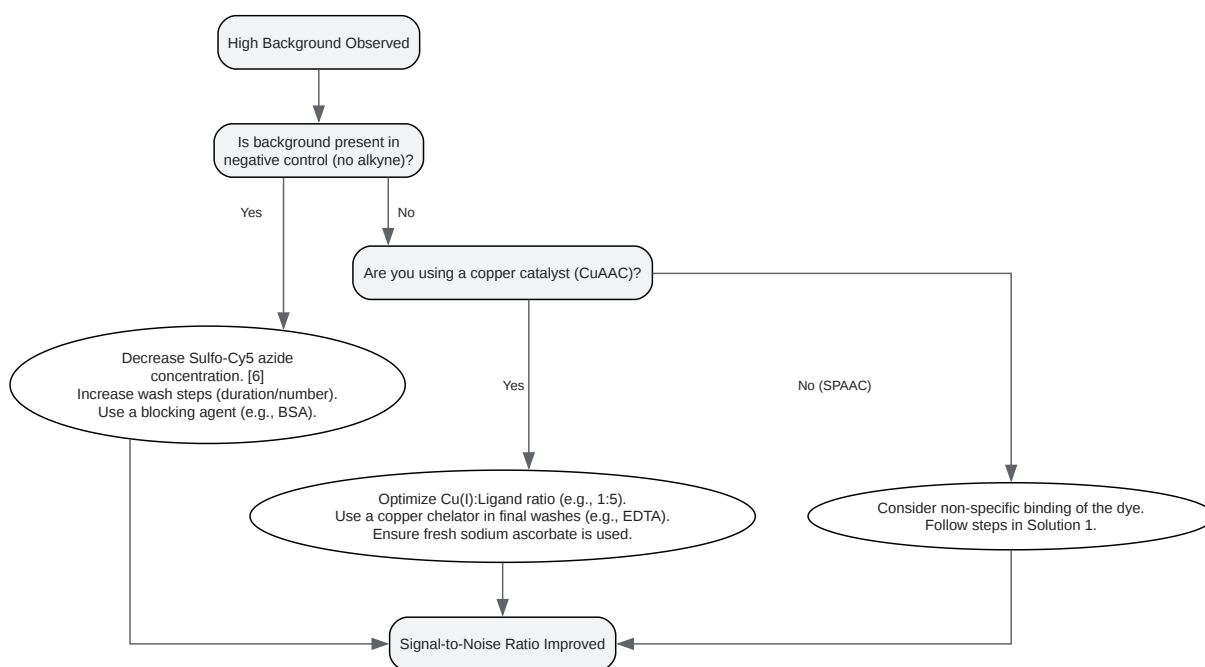 High Background Observed
Is background present in
negative control (no alkyne)?
Yes
No
Are you using a copper catalyst (CuAAC)?
Decrease Sulfo-Cy5 azide
concentration. [6]
Increase wash steps (duration/number).
Use a blocking agent (e.g., BSA).
Yes
No (SPAAC)
Optimize Cu(I):Ligand ratio (e.g., 1:5).
Use a copper chelator in final washes (e.g., EDTA).
Ensure fresh sodium ascorbate is used.
Consider non-specific binding of the dye.
Follow steps in Solution 1.
Signal-to-Noise Ratio Improved